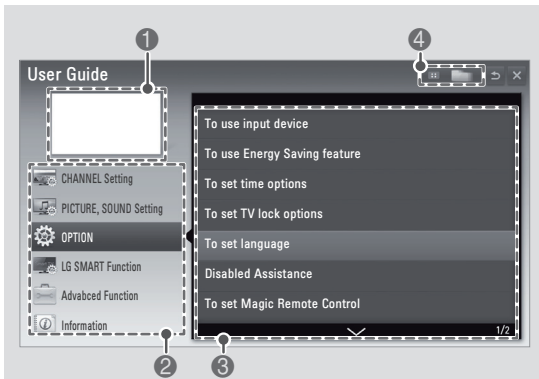 1
4
User Guide
To use input device
To use Energy Saving feature
To set time options
To set TV lock options
To set language
Disabled Assistance
To set Magic Remote Control
1/2
CHANNEL Setting
PICTURE, SOUND Setting
OPTION
LG SMART Function
Advabced Function
Information
2
3